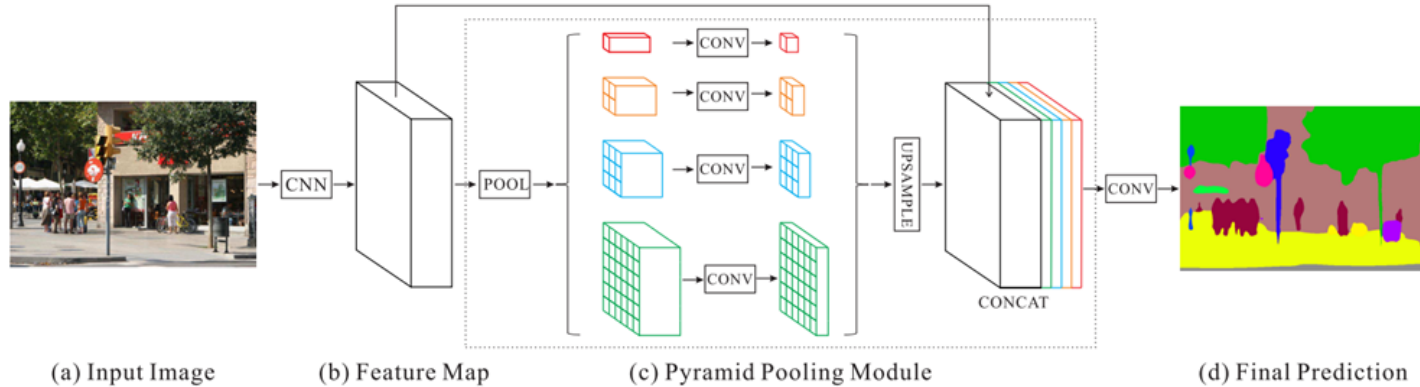 CONV
CONV
CONV
CONV
CNN
POOL
UPSAMPLE
CONCAT
CONV
(a) Input Image
(b) Feature Map
(c) Pyramid Pooling Module
(d) Final Prediction